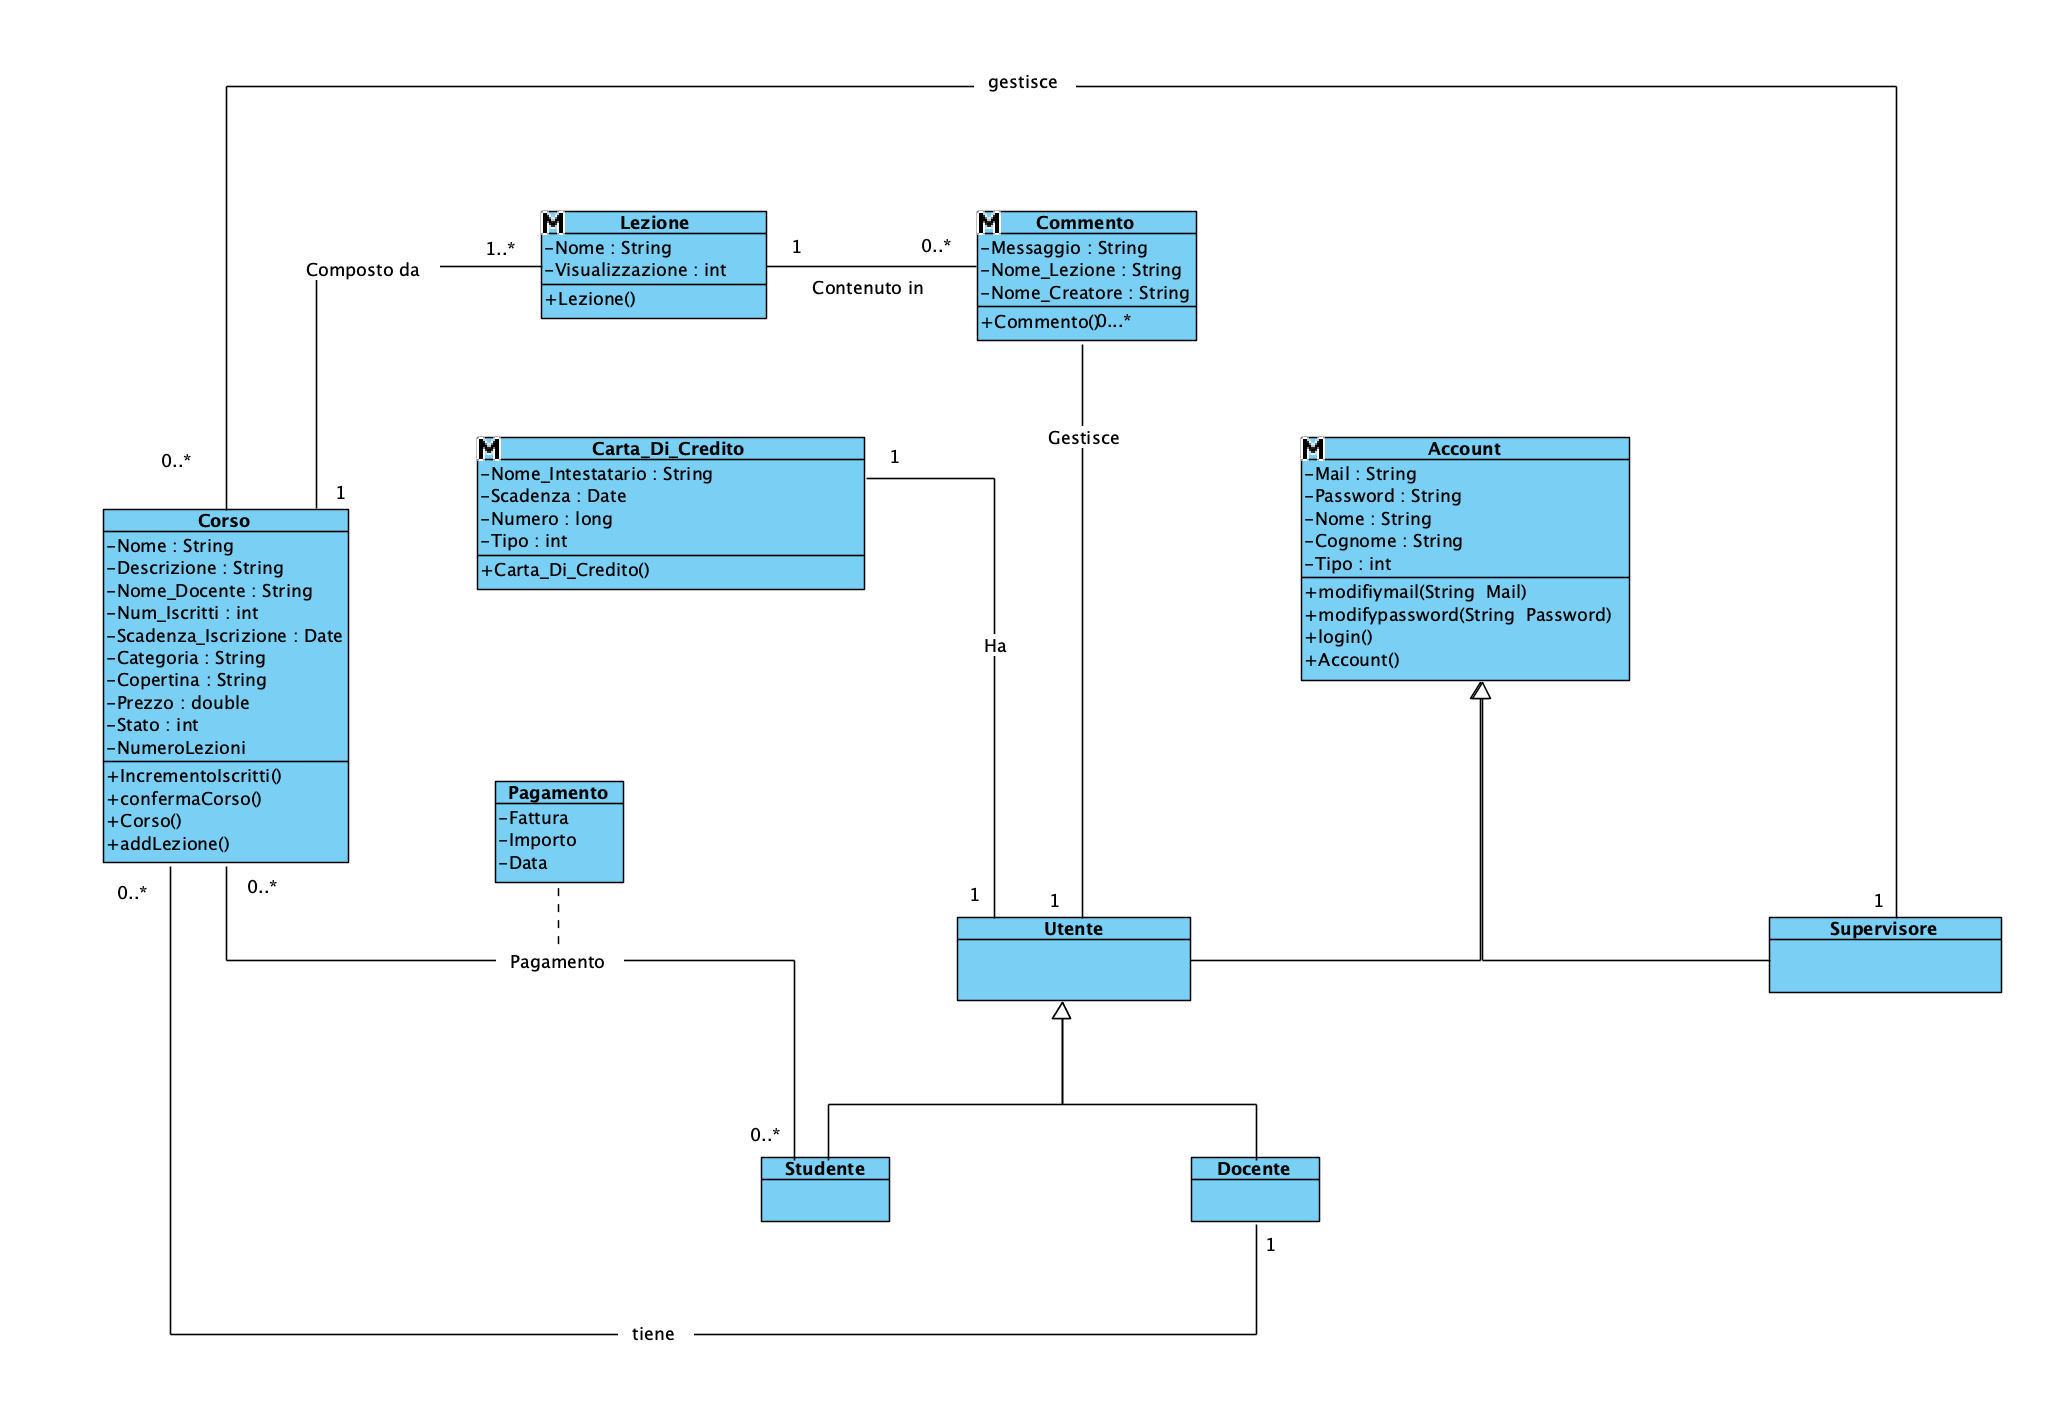 gestisce
Lezione
-Nome : String
-Visualizzazione : int
+Lezione()
1..*
1
0..*
Contenuto in
Composto da
Commento
-Messaggio : String
-Nome_Lezione : String
-Nome_Creatore : String
+Commento()
0...*
Gestisce
0..*
1
Carta_Di_Credito
-Nome_Intestatario : String
-Scadenza : Date
-Numero : long
-Tipo : int
+Carta_Di_Credito()
1
Ha
Account
-Mail : String
-Password : String
-Nome : String
-Cognome : String
-Tipo : int
+modifiymail(String Mail)
+modifypassword(String Password)
+login()
+Account()
Corso
-Nome : String
-Descrizione : String
-Nome_Docente : String
-Num_Iscritti : int
-Scadenza_Iscrizione : Date
-Categoria : String
-Copertina : String
-Prezzo : double
-Stato : int
-NumeroLezioni
+IncrementoIscritti()
+confermaCorso()
+Corso()
+addLezione()
0..*
0..*
Pagamento
-Fattura
-Importo
-Data
Pagamento
1
1
Utente
1
Supervisore
0..*
Studente
Docente
1
tiene